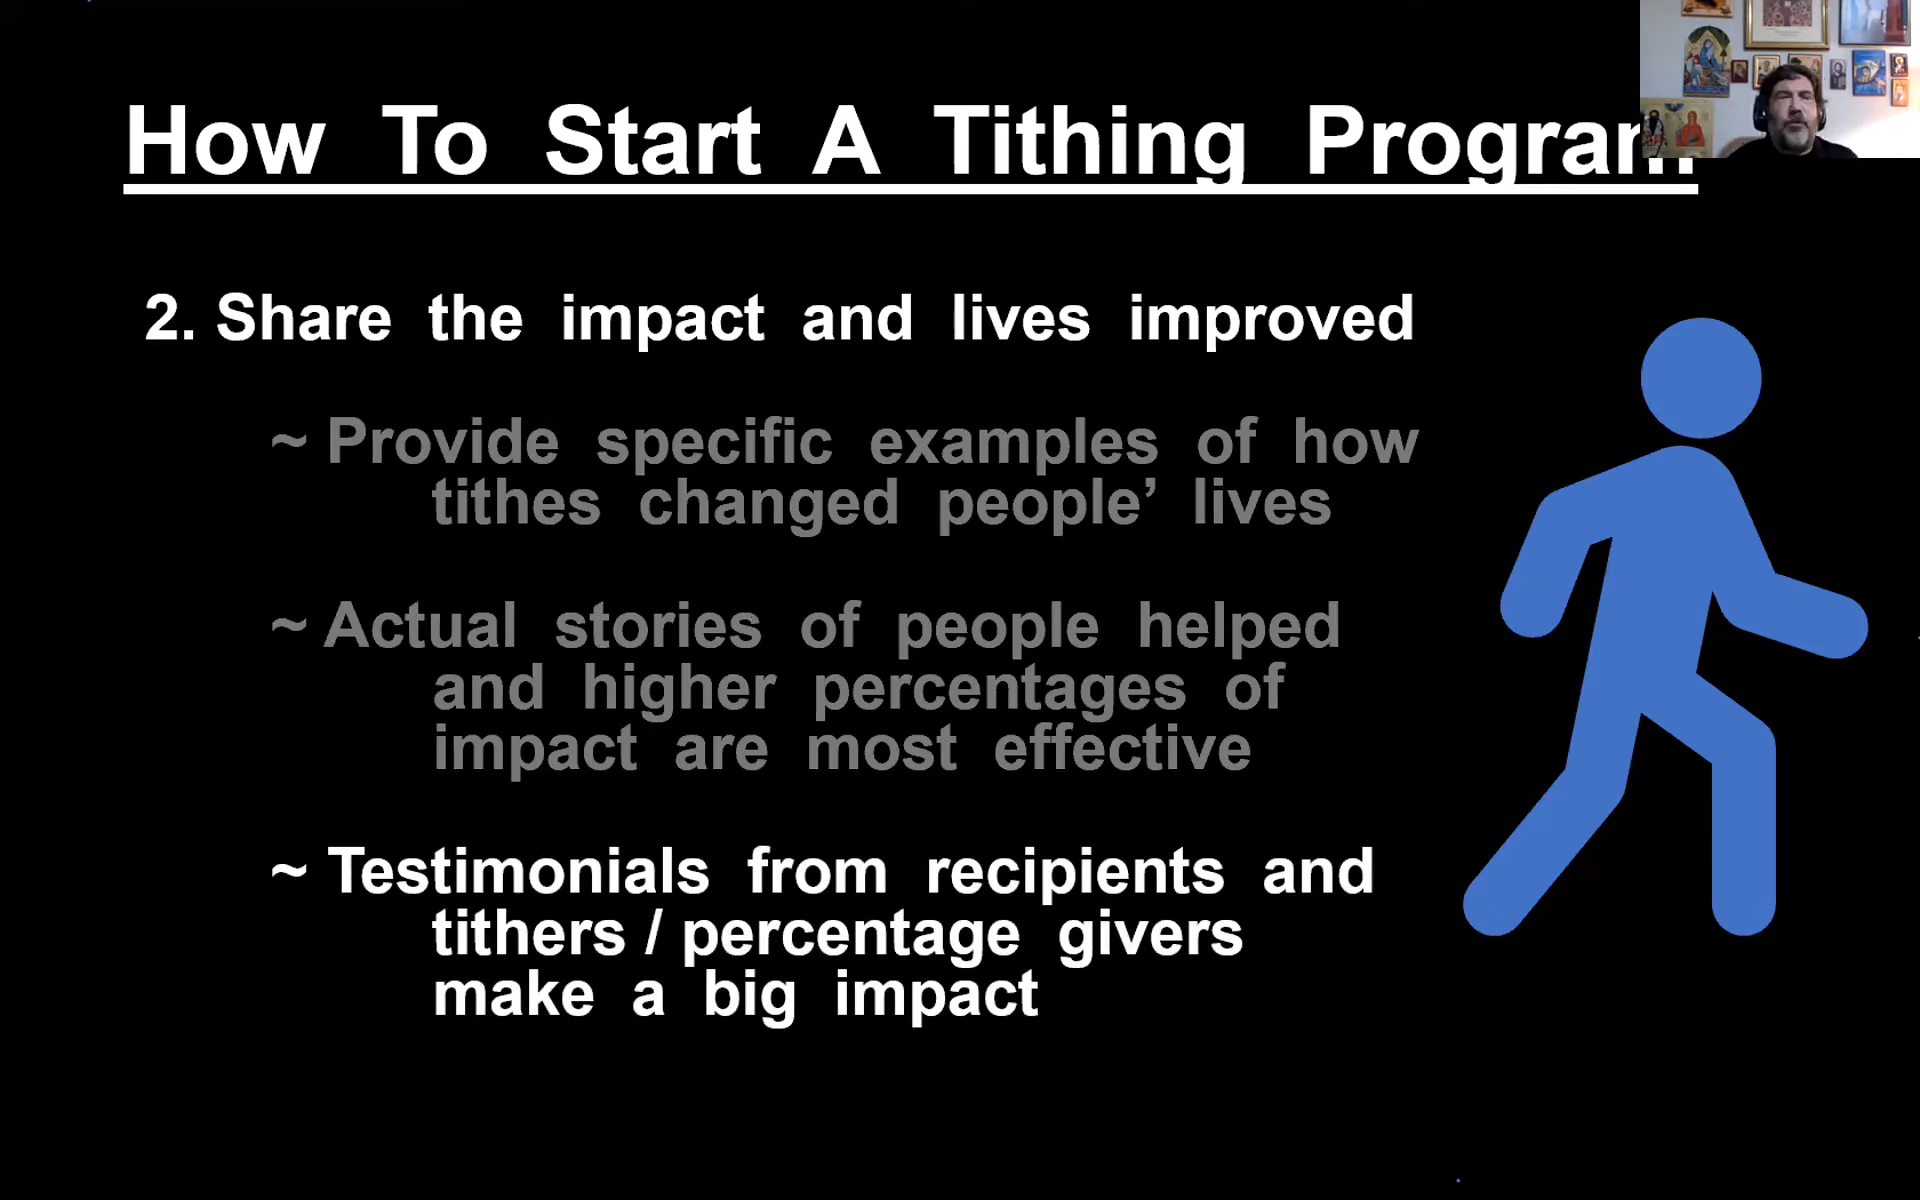 How To Start A Tithing Program
2. Share the impact and lives improved
~ Provide specific examples of how
tithes changed people’ lives
~ Actual stories of people helped
and higher percentages of
impact are most effective
~ Testimonials from recipients and
tithers / percentage givers
make a big impact